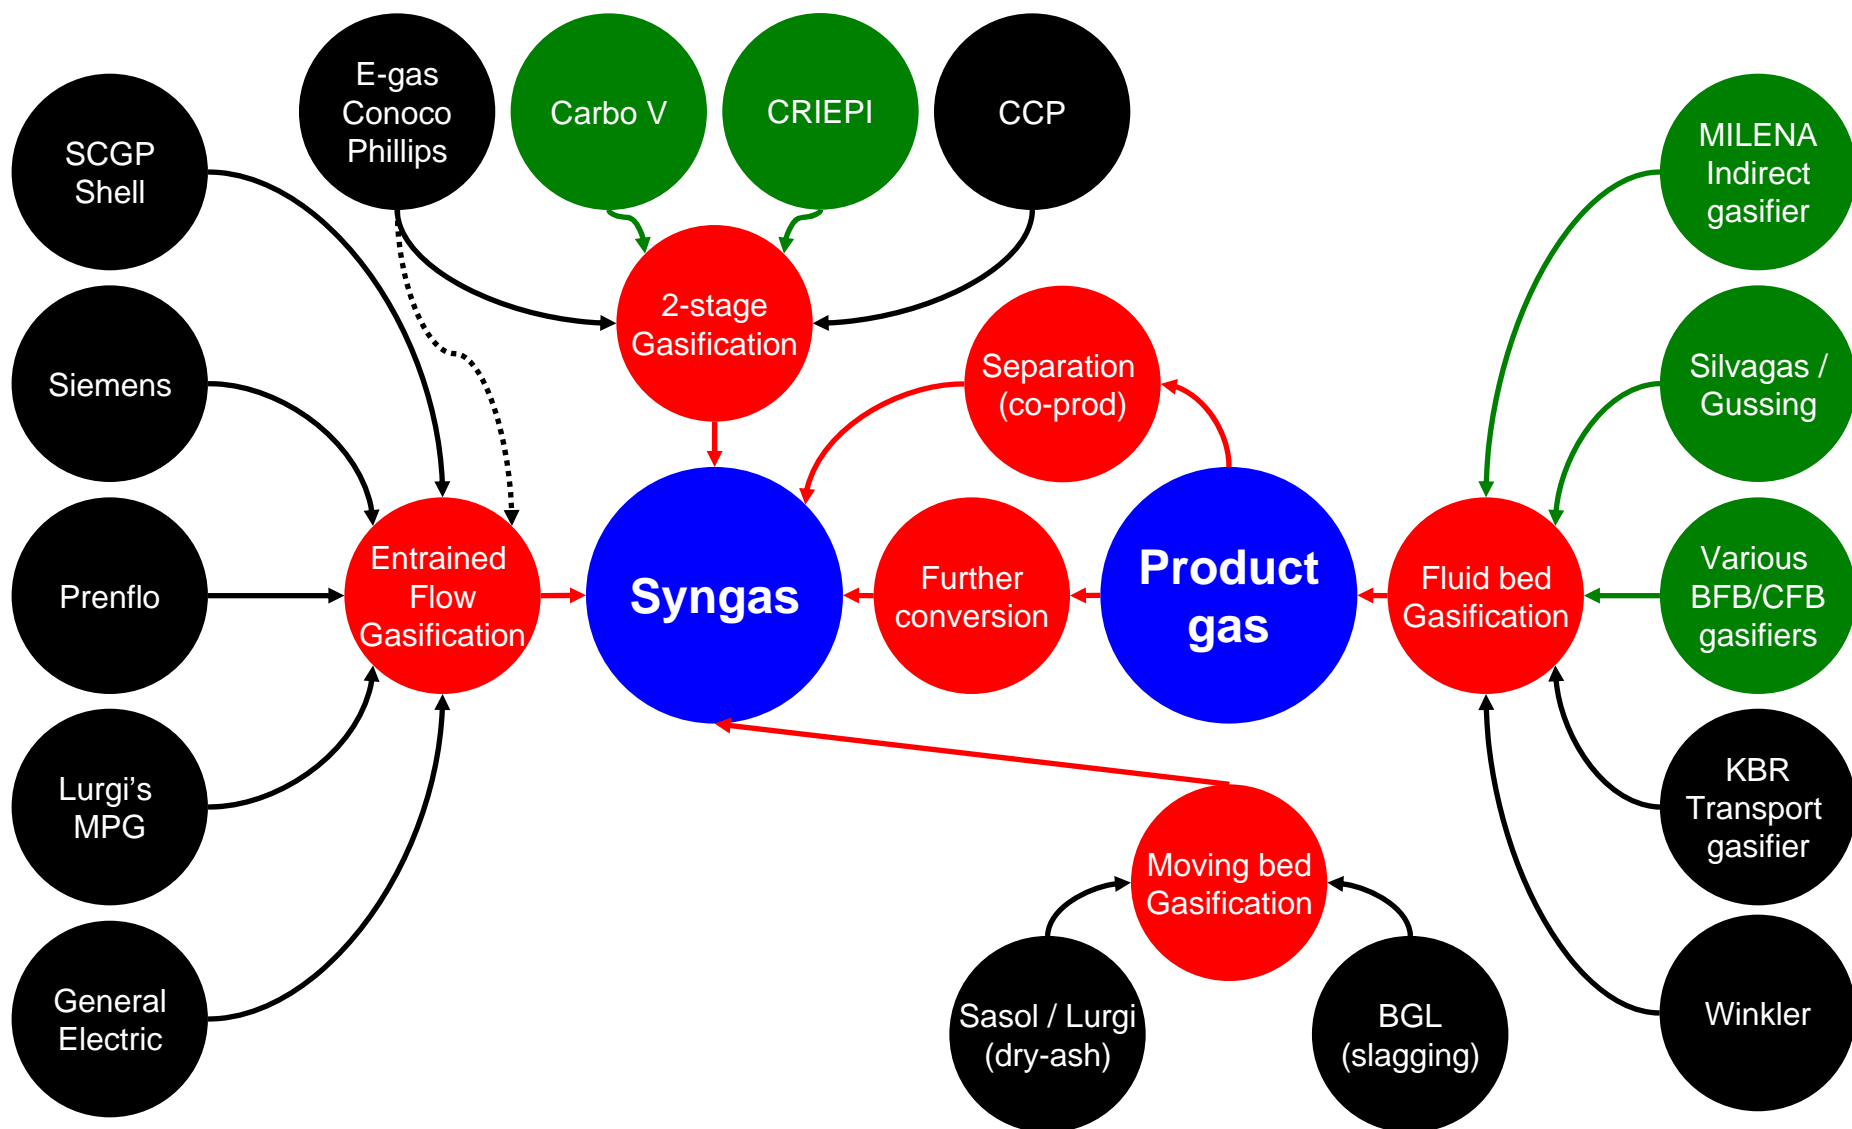 E-gas
Conoco
Phillips
Carbo V
CRIEPI
CCP
SCGP
Shell
MILENA
Indirect
gasifier
2-stage
Gasification
Siemens
Separation
(co-prod)
Silvagas /
Gussing
Prenflo
Entrained
Flow
Gasification
Syngas
Further
conversion
Product
gas
Fluid bed
Gasification
Various
BFB/CFB
gasifiers
Lurgi’s
MPG
KBR
Transport
gasifier
Moving bed
Gasification
General
Electric
Sasol / Lurgi
(dry-ash)
BGL
(slagging)
Winkler